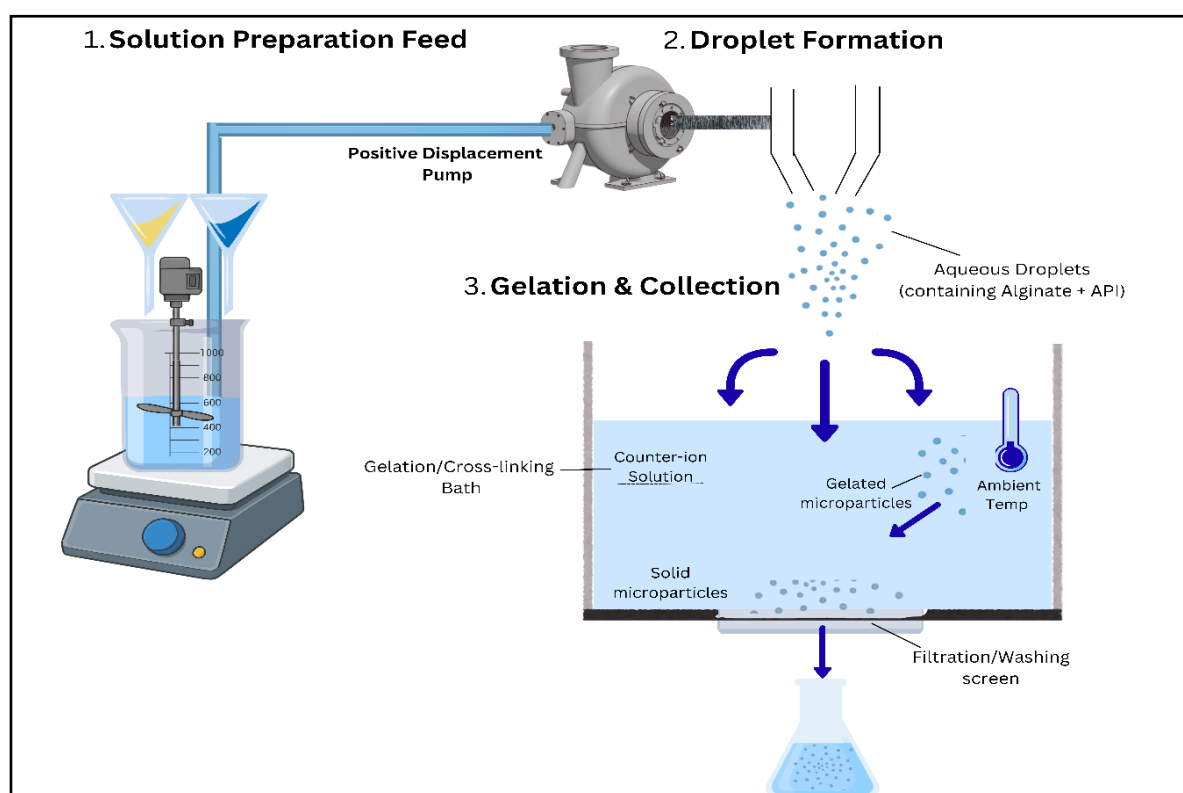 1. Solution Preparation Feed
2. Droplet Formation
Positive Displacement
Pump
1000
800
600
400
200
Aqueous Droplets
(containing Alginate + API)
3. Gelation & Collection
Gelation/Cross-linking
Bath
Counter-ion
Solution
Gelated
microparticles
Ambient
Temp
Solid
microparticles
Filtration/Washing
screen